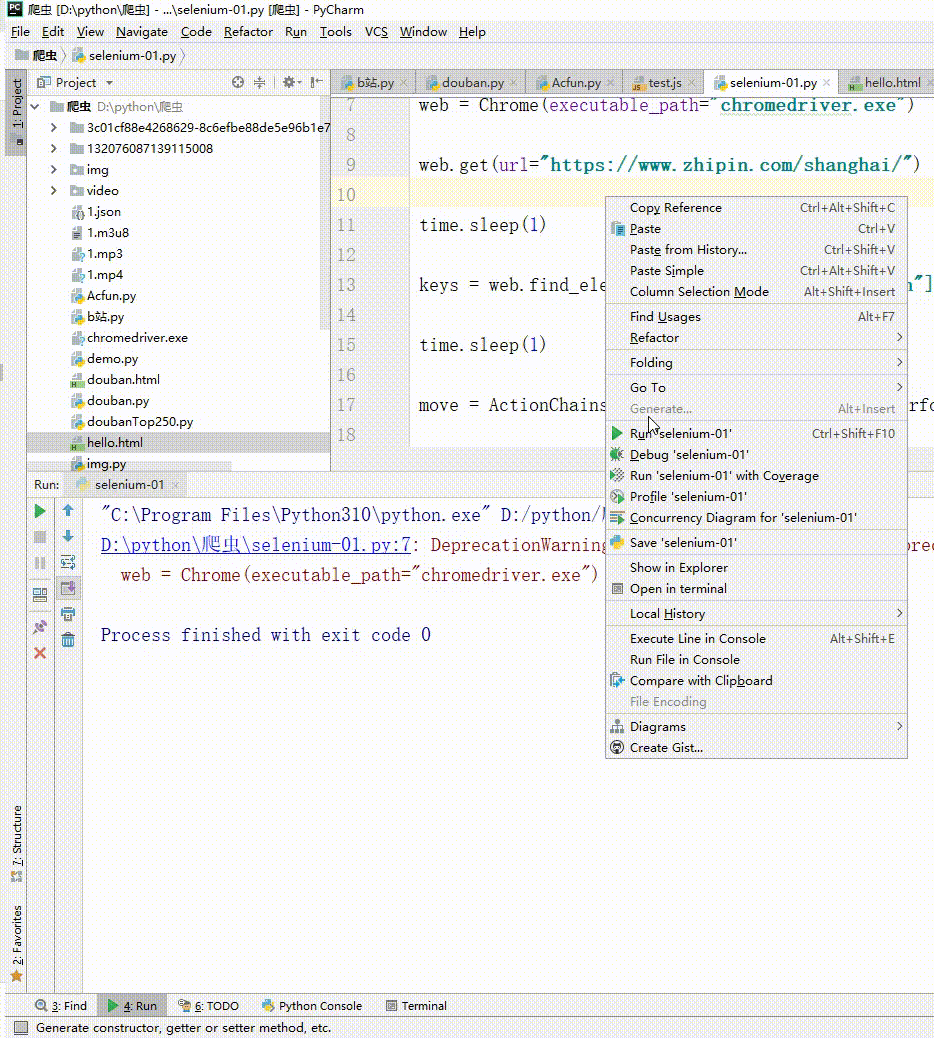 爬虫 [D:\python\爬虫] - ...\selenium-01.py [爬虫] - PyCharm
File Edit View Navigate Code Refactor Run Tools VCS Window Help
爬虫 selenium-01.py
1: Project
Project
b站.py douban.py Acfun.py test.js selenium-01.py hello.html
爬虫 D:\python\爬虫
3c01cf88e4268629-8c6efbe88de5e96b1e7
132076087139115008
img
video
1.json
1.m3u8
1.mp3
1.mp4
Acfun.py
b站.py
chromedriver.exe
demo.py
douban.html
douban.py
doubanTop250.py
hello.html
img.py
7 web = Chrome(executable_path="chromedriver.exe")
8
9 web.get(url="https://www.zhipin.com/shanghai/")
10
11 time.sleep(1)
12
13 keys = web.find_ele
"]
14
15 time.sleep(1)
16
17 move = ActionChains
erfo
18
Copy Reference Ctrl+Alt+Shift+C
Paste Ctrl+V
Paste from History... Ctrl+Shift+V
Paste Simple Ctrl+Alt+Shift+V
Column Selection Mode Alt+Shift+Insert
Find Usages Alt+F7
Refactor
Folding
Go To
Generate... Alt+Insert
Run 'selenium-01' Ctrl+Shift+F10
Debug 'selenium-01'
Run 'selenium-01' with Coverage
Profile 'selenium-01'
Concurrency Diagram for 'selenium-01'
Save 'selenium-01'
Show in Explorer
Open in terminal
Local History
Execute Line in Console Alt+Shift+E
Run File in Console
Compare with Clipboard
File Encoding
Diagrams
Create Gist...
Run: selenium-01
"C:\Program Files\Python310\python.exe" D:/python/
D:\python\爬虫\selenium-01.py:7: DeprecationWarning
prec
web = Chrome(executable_path="chromedriver.exe")
Process finished with exit code 0
7: Structure
2: Favorites
3: Find 4: Run 6: TODO Python Console Terminal
Generate constructor, getter or setter method, etc.